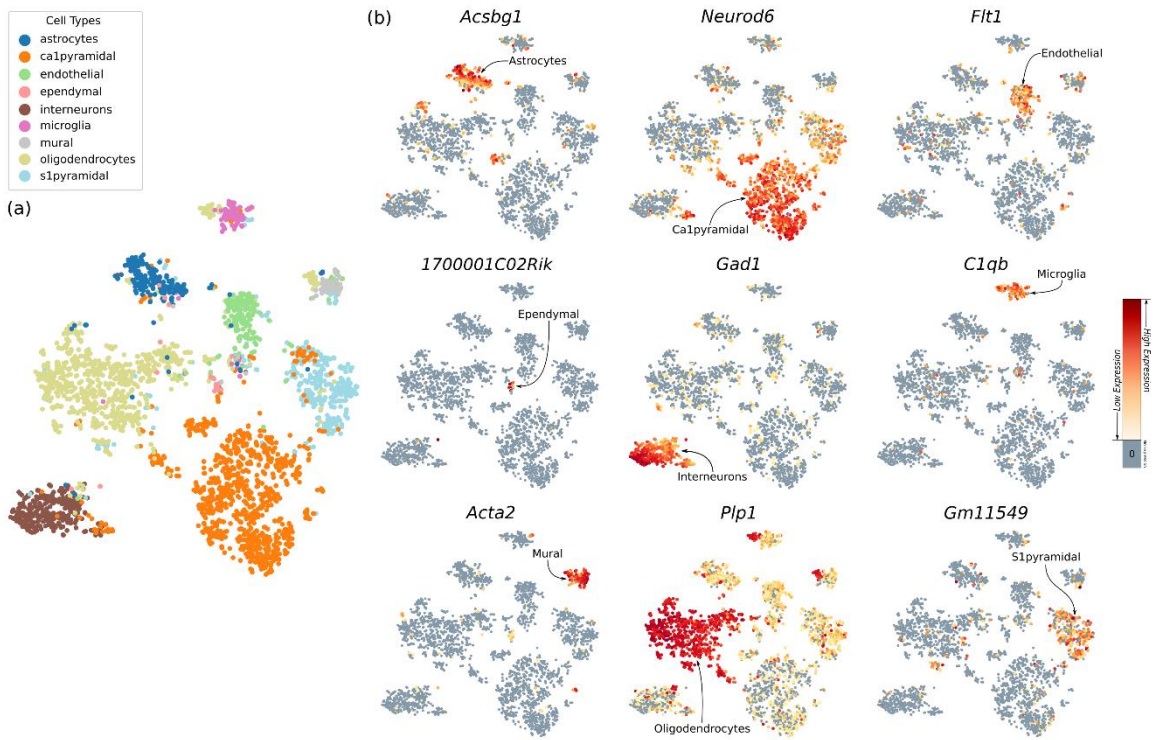 Cell Types
astrocytes
ca1pyramidal
endothelial
ependymal
interneurons
microglia
mural
oligodendrocytes
s1pyramidal
(a)
(b)
Acsbg1
Astrocytes
Neurod6
Ca1pyramidal
Flt1
Endothelial
1700001C02Rik
Ependymal
Gad1
Interneurons
C1qb
Microglia
High Expression
Low Expression
0
Acta2
Mural
Plp1
Oligodendrocytes
Gm11549
S1pyramidal